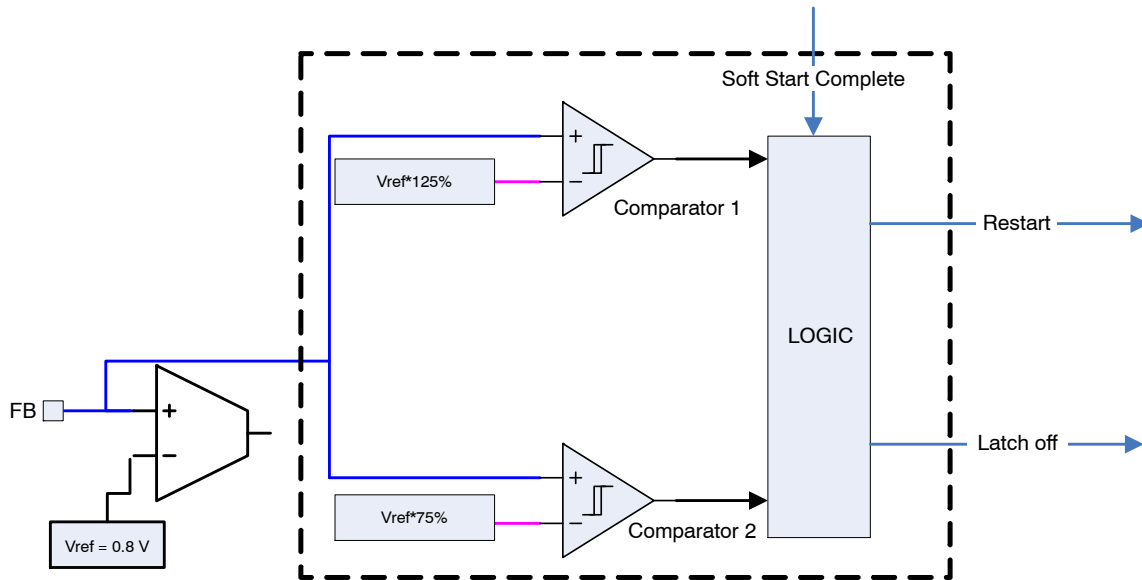 Soft Start Complete
+
Vref*125%
−
Comparator 1
Restart
LOGIC
FB
+
−
Latch off
+
Vref*75%
−
Comparator 2
Vref = 0.8 V